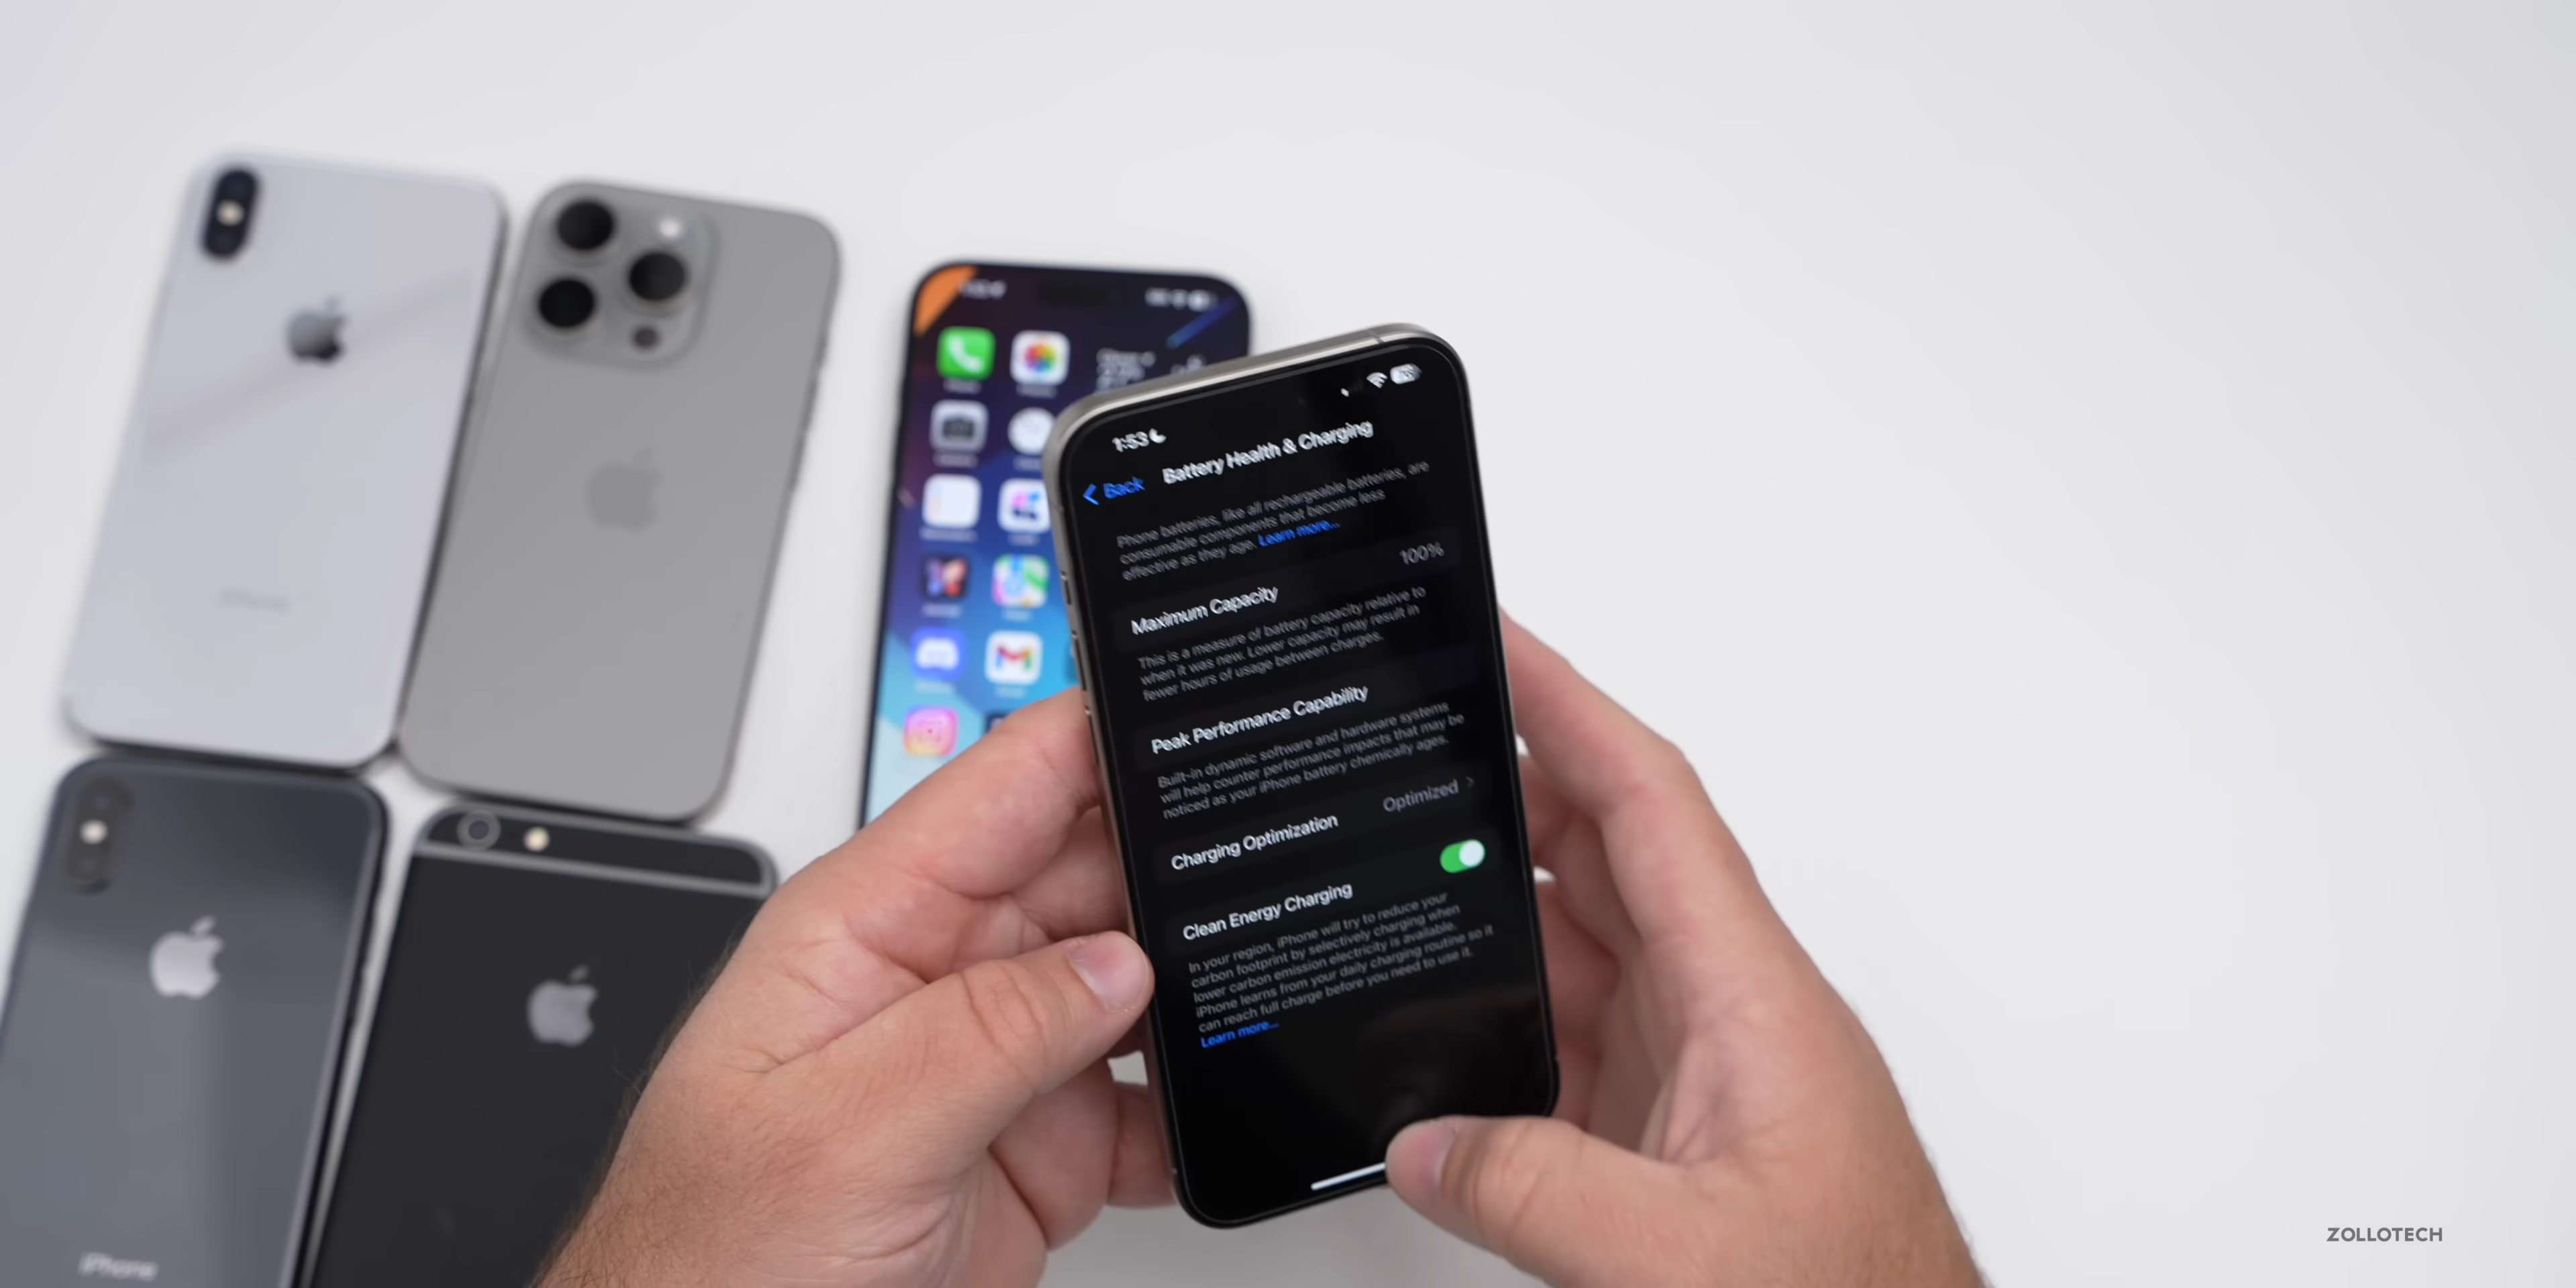 1:53
Back
Battery Health & Charging
Phone batteries, like all rechargeable batteries, are
consumable components that become less
effective as they age. Learn more...
Maximum Capacity
100%
This is a measure of battery capacity relative to
when it was new. Lower capacity may result in
fewer hours of usage between charges.
Peak Performance Capability
Built-in dynamic software and hardware systems
will help counter performance impacts that may be
noticed as your iPhone battery chemically ages.
Charging Optimization
Optimized
Clean Energy Charging
In your region, iPhone will try to reduce your
carbon footprint by selectively charging when
lower carbon emission electricity is available.
iPhone learns from your daily charging routine so it
can reach full charge before you need to use it.
Learn more...
iPhone
iPhone
ZOLLOTECH